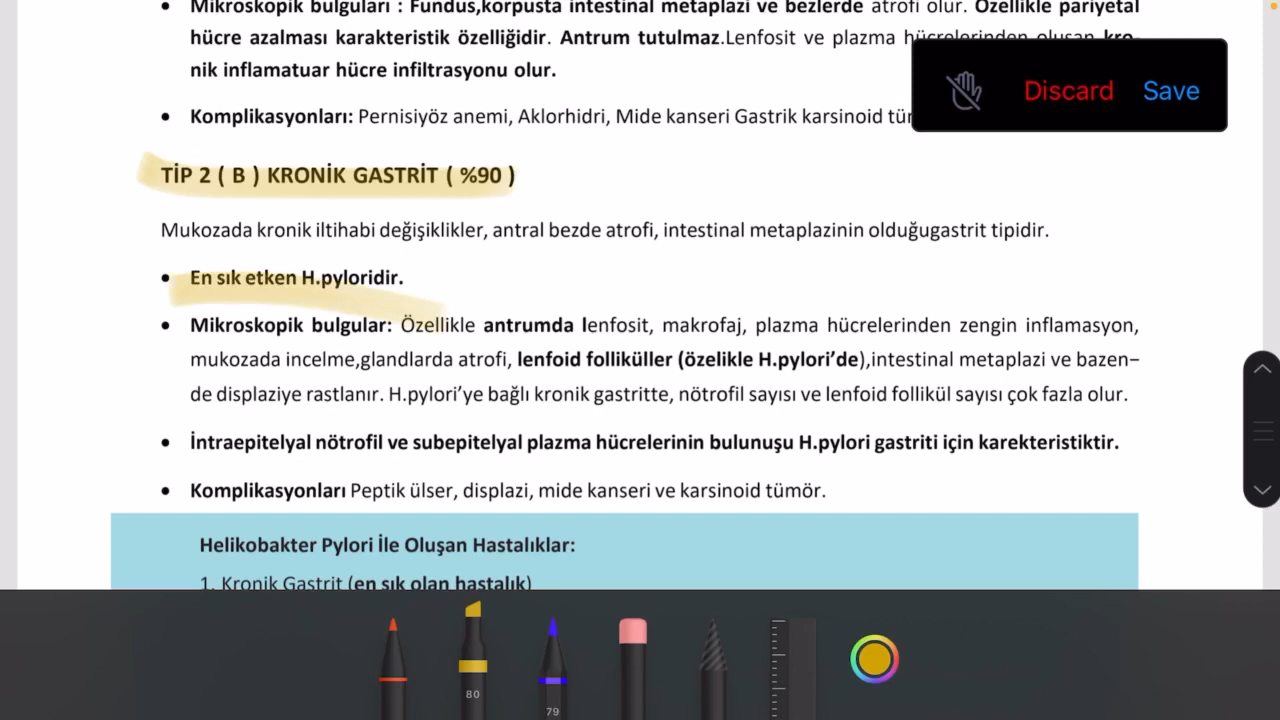 • Mikroskopik bulguları : Fundus,korpusta intestinal metaplazi ve bezlerde atrofi olur. Özellikle pariyetal
hücre azalması karakteristik özelliğidir. Antrum tutulmaz.Lenfosit ve plazma hücrelerinden oluşan kro-
nik inflamatuar hücre infiltrasyonu olur.
Discard Save
• Komplikasyonları: Pernisiyöz anemi, Aklorhidri, Mide kanseri Gastrik karsinoid
TİP 2 ( B ) KRONİK GASTRİT ( %90 )
Mukozada kronik iltihabi değişiklikler, antral bezde atrofi, intestinal metaplazinin olduğugastrit tipidir.
• En sık etken H.pyloridir.
• Mikroskopik bulgular: Özellikle antrumda lenfosit, makrofaj, plazma hücrelerinden zengin inflamasyon,
mukozada incelme,glandlarda atrofi, lenfoid folliküller (özelikle H.pylori’de),intestinal metaplazi ve bazen–
de displaziye rastlanır. H.pylori’ye bağlı kronik gastritte, nötrofil sayısı ve lenfoid follikül sayısı çok fazla olur.
• İntraepitelyal nötrofil ve subepitelyal plazma hücrelerinin bulunuşu H.pylori gastriti için karekteristiktir.
• Komplikasyonları Peptik ülser, displazi, mide kanseri ve karsinoid tümör.
Helikobakter Pylori İle Oluşan Hastalıklar:
1. Kronik Gastrit (en sık olan hastalık)
80
79